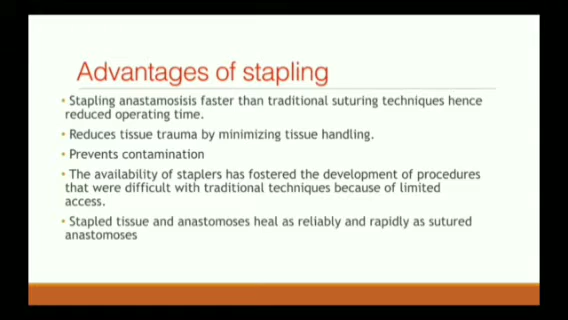 Advantages of stapling
• Stapling anastamosisis faster than traditional suturing techniques hence
reduced operating time.
• Reduces tissue trauma by minimizing tissue handling.
• Prevents contamination
• The availability of staplers has fostered the development of procedures
that were difficult with traditional techniques because of limited
access.
• Stapled tissue and anastomoses heal as reliably and rapidly as sutured
anastomoses